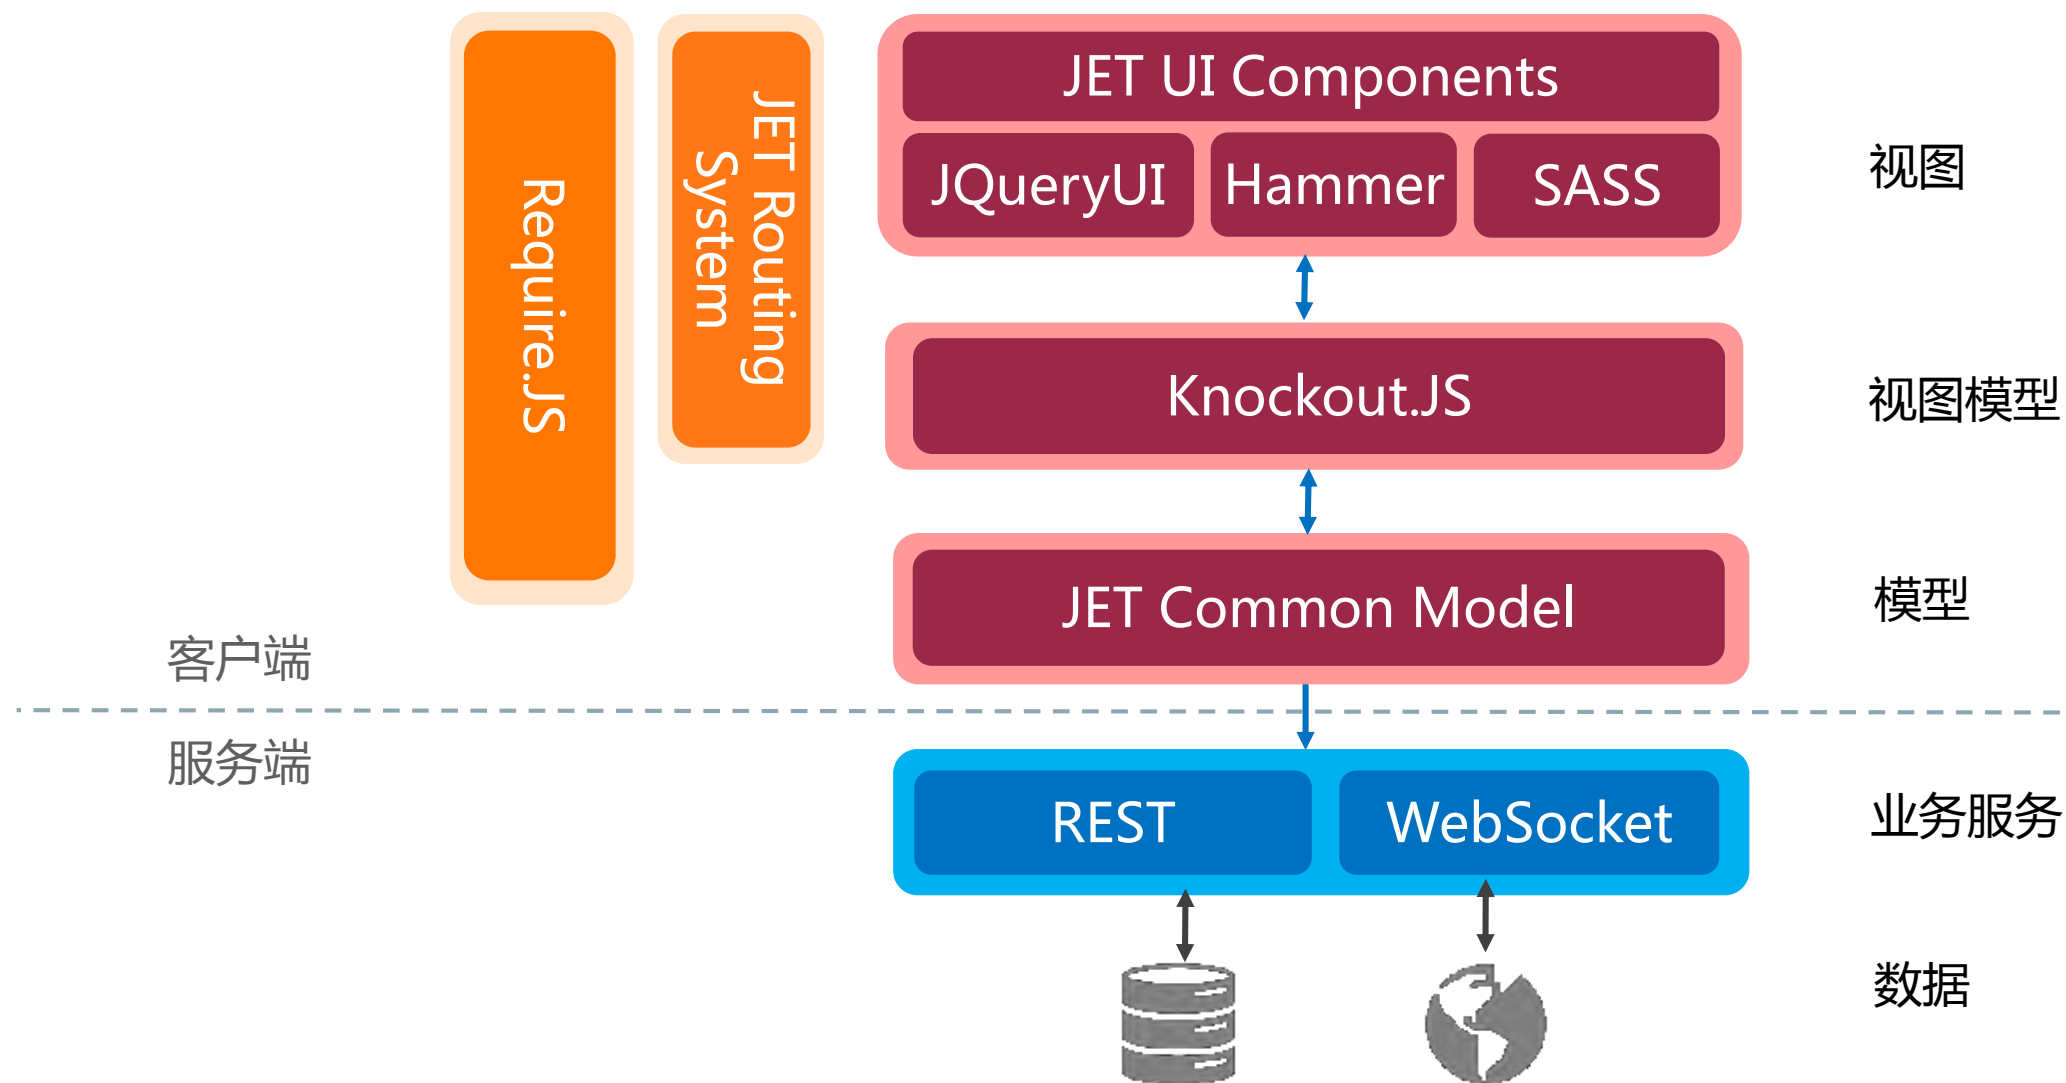 Require.JS
JET Routing
System
JET UI Components
JQueryUI
Hammer
SASS
视图
Knockout.JS
视图模型
JET Common Model
模型
客户端
服务端
REST
WebSocket
业务服务
数据